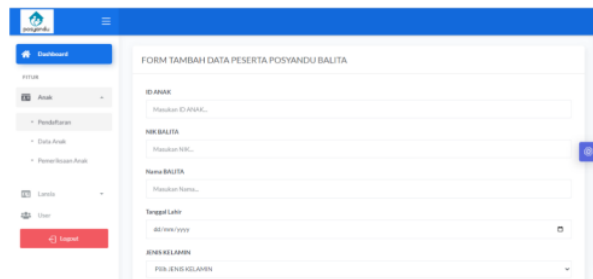 posyandu
Dashboard
FITUR
Anak
Pendaftaran
Data Anak
Pemeriksaan Anak
Lansia
User
Logout
FORM TAMBAH DATA PESERTA POSYANDU BALITA
ID ANAK
Masukan ID ANAK...
NIK BALITA
Masukan NIK...
Nama BALITA
Masukan Nama...
Tanggal Lahir
dd/mm/yyyy
JENIS KELAMIN
Pilih JENIS KELAMIN